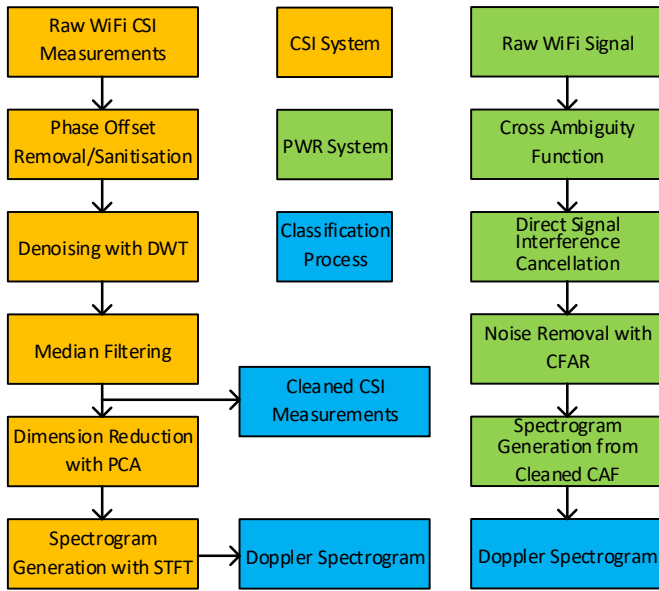 Raw WiFi CSI
Measurements
Phase Offset
Removal/Sanitisation
Denoising with DWT
Median Filtering
Dimension Reduction
with PCA
Spectrogram
Generation with STFT
CSI System
PWR System
Classification
Process
Cleaned CSI
Measurements
Doppler Spectrogram
Raw WiFi Signal
Cross Ambiguity
Function
Direct Signal
Interference
Cancellation
Noise Removal with
CFAR
Spectrogram
Generation from
Cleaned CAF
Doppler Spectrogram